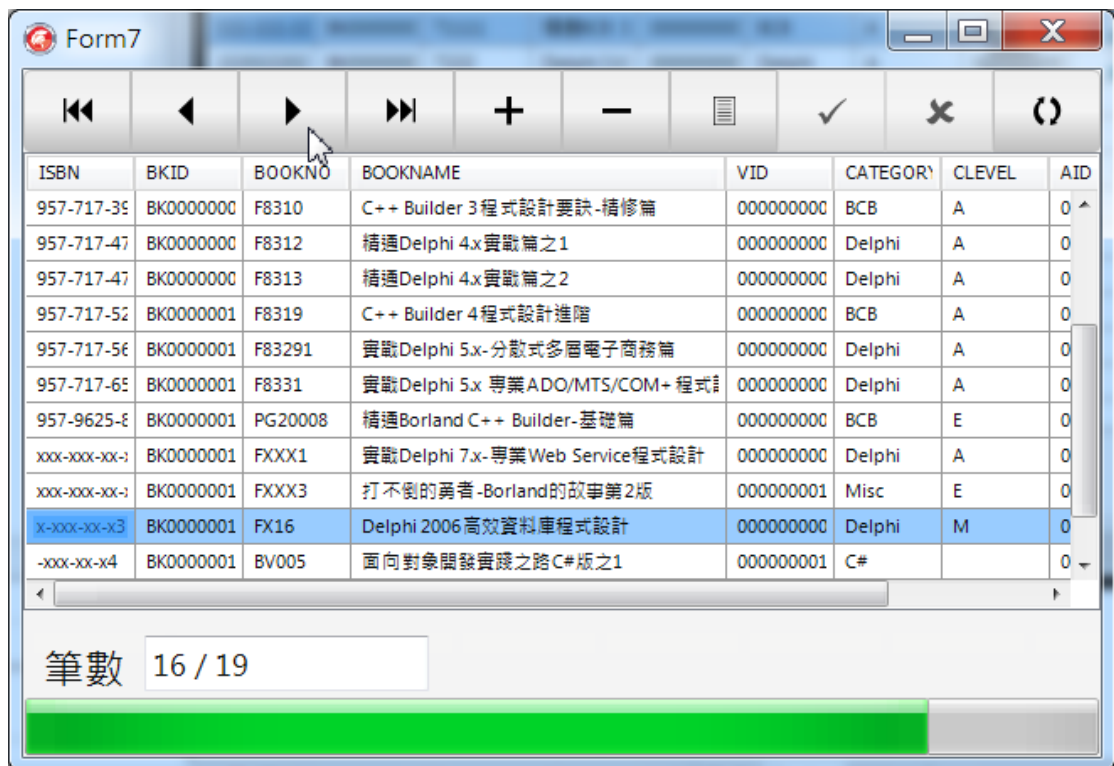 Form7
ISBN BKID BOOKNO BOOKNAME VID CATEGORY CLEVEL AID
957-717-39 BK0000000 F8310 C++ Builder 3程式設計要訣-精修篇 000000000 BCB A 0
957-717-47 BK0000000 F8312 精通Delphi 4.x實戰篇之1 000000000 Delphi A 0
957-717-47 BK0000000 F8313 精通Delphi 4.x實戰篇之2 000000000 Delphi A 0
957-717-52 BK0000001 F8319 C++ Builder 4程式設計進階 000000000 BCB A 0
957-717-56 BK0000001 F83291 實戰Delphi 5.x-分散式多層電子商務篇 000000000 Delphi A 0
957-717-65 BK0000001 F8331 實戰Delphi 5.x 專業ADO/MTS/COM+ 程式 000000000 Delphi A 0
957-9625-8 BK0000001 PG20008 精通Borland C++ Builder-基礎篇 000000000 BCB E 0
xxx-xxx-xx- BK0000001 FXXX1 實戰Delphi 7.x-專業Web Service程式設計 000000000 Delphi A 0
xxx-xxx-xx- BK0000001 FXXX3 打不倒的勇者-Borland的故事第2版 000000001 Misc E 0
x-xxx-xx-x3 BK0000001 FX16 Delphi 2006高效資料庫程式設計 000000000 Delphi M 0
-xxx-xx-x4 BK0000001 BV005 面向對象開發實踐之路C#版之1 000000001 C# 0
筆數 16 / 19